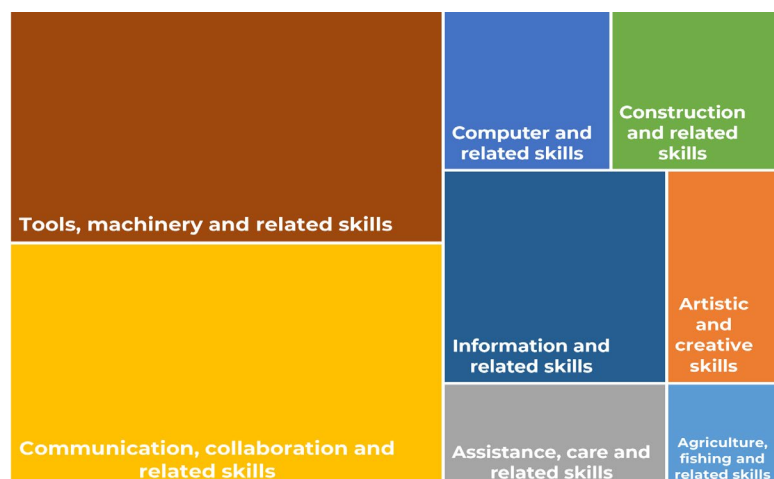 Tools, machinery and related skills
Communication, collaboration and
related skills
Computer and
related skills
Construction
and related
skills
Information and
related skills
Artistic
and
creative
skills
Assistance, care and
related skills
Agriculture,
fishing and
related skills